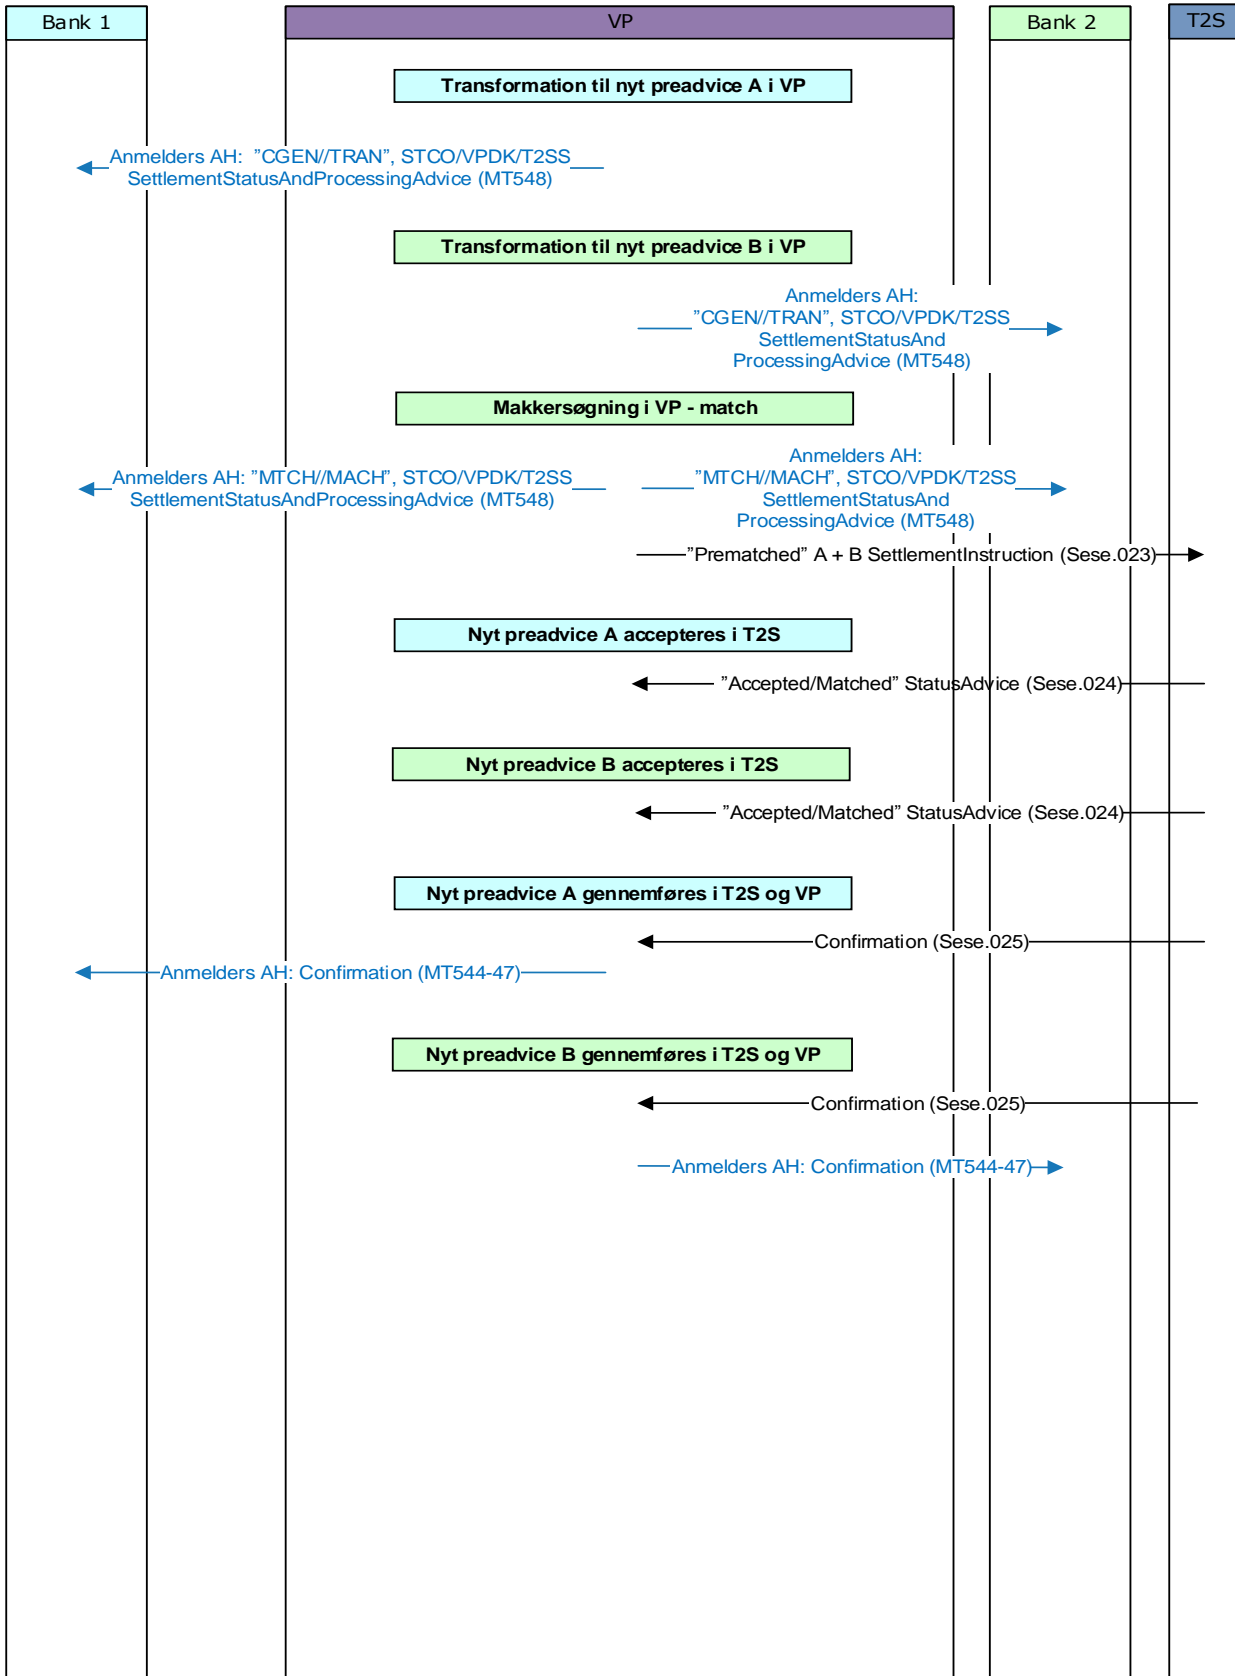 Bank 1
VP
Bank 2
T2S
Transformation til nyt preadvice A i VP
Anmelders AH:  ”CGEN//TRAN”, STCO/VPDK/T2SS
SettlementStatusAndProcessingAdvice (MT548)
Transformation til nyt preadvice B i VP
Anmelders AH:
”CGEN//TRAN”, STCO/VPDK/T2SS
SettlementStatusAnd
ProcessingAdvice (MT548)
Makkersøgning i VP - match
Anmelders AH: ”MTCH//MACH”, STCO/VPDK/T2SS
SettlementStatusAndProcessingAdvice (MT548)
Anmelders AH:
”MTCH//MACH”, STCO/VPDK/T2SS
SettlementStatusAnd
ProcessingAdvice (MT548)
”Prematched” A + B SettlementInstruction (Sese.023)
Nyt preadvice A accepteres i T2S
”Accepted/Matched” StatusAdvice (Sese.024)
Nyt preadvice B accepteres i T2S
”Accepted/Matched” StatusAdvice (Sese.024)
Nyt preadvice A gennemføres i T2S og VP
Confirmation (Sese.025)
Anmelders AH: Confirmation (MT544-47)
Nyt preadvice B gennemføres i T2S og VP
Confirmation (Sese.025)
Anmelders AH: Confirmation (MT544-47)